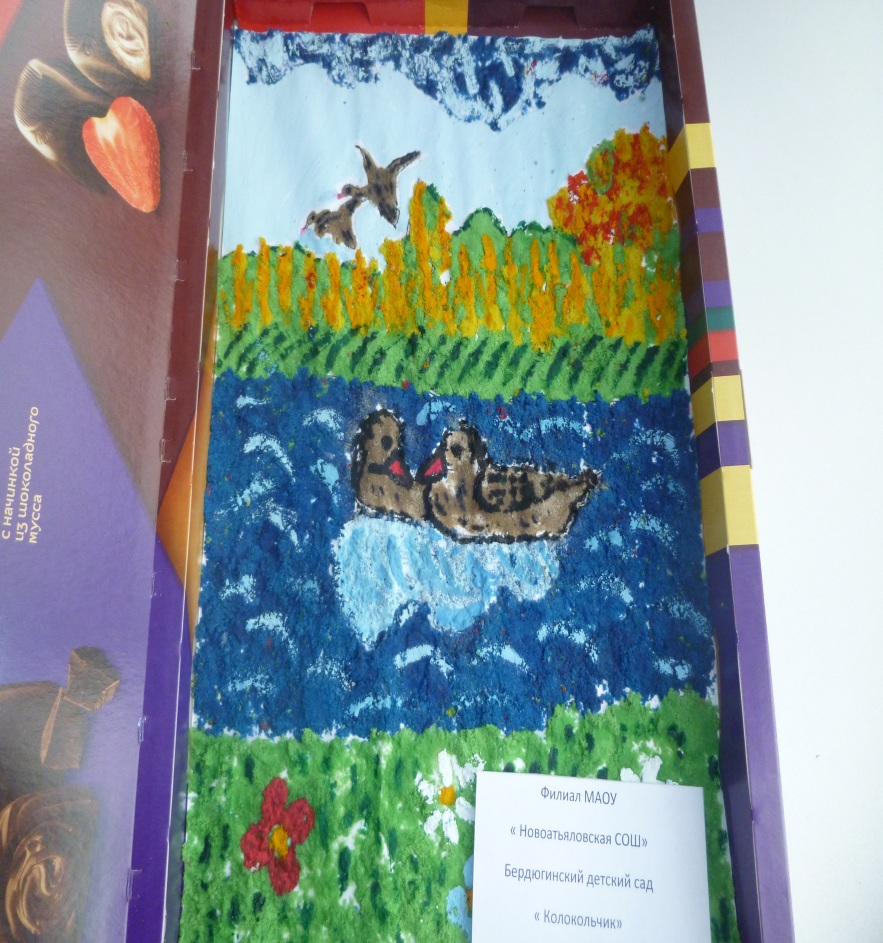 с начинкой
из шоколадного
мусса
Филиал МАОУ
« Новоатьяловская СОШ»
Бердюгинский детский сад
« Колокольчик»